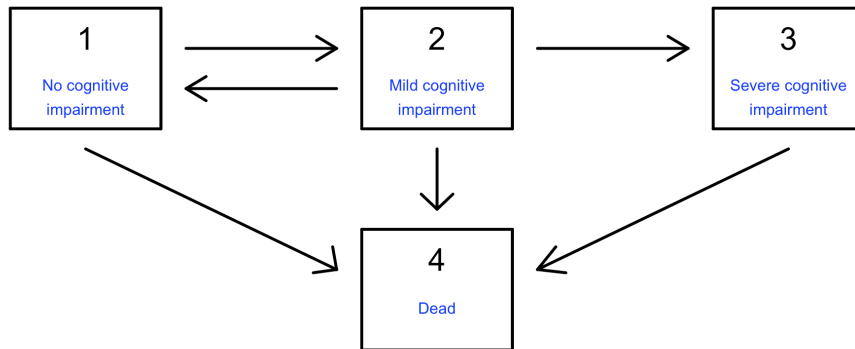 1
No cognitive
impairment
2
Mild cognitive
impairment
3
Severe cognitive
impairment
4
Dead